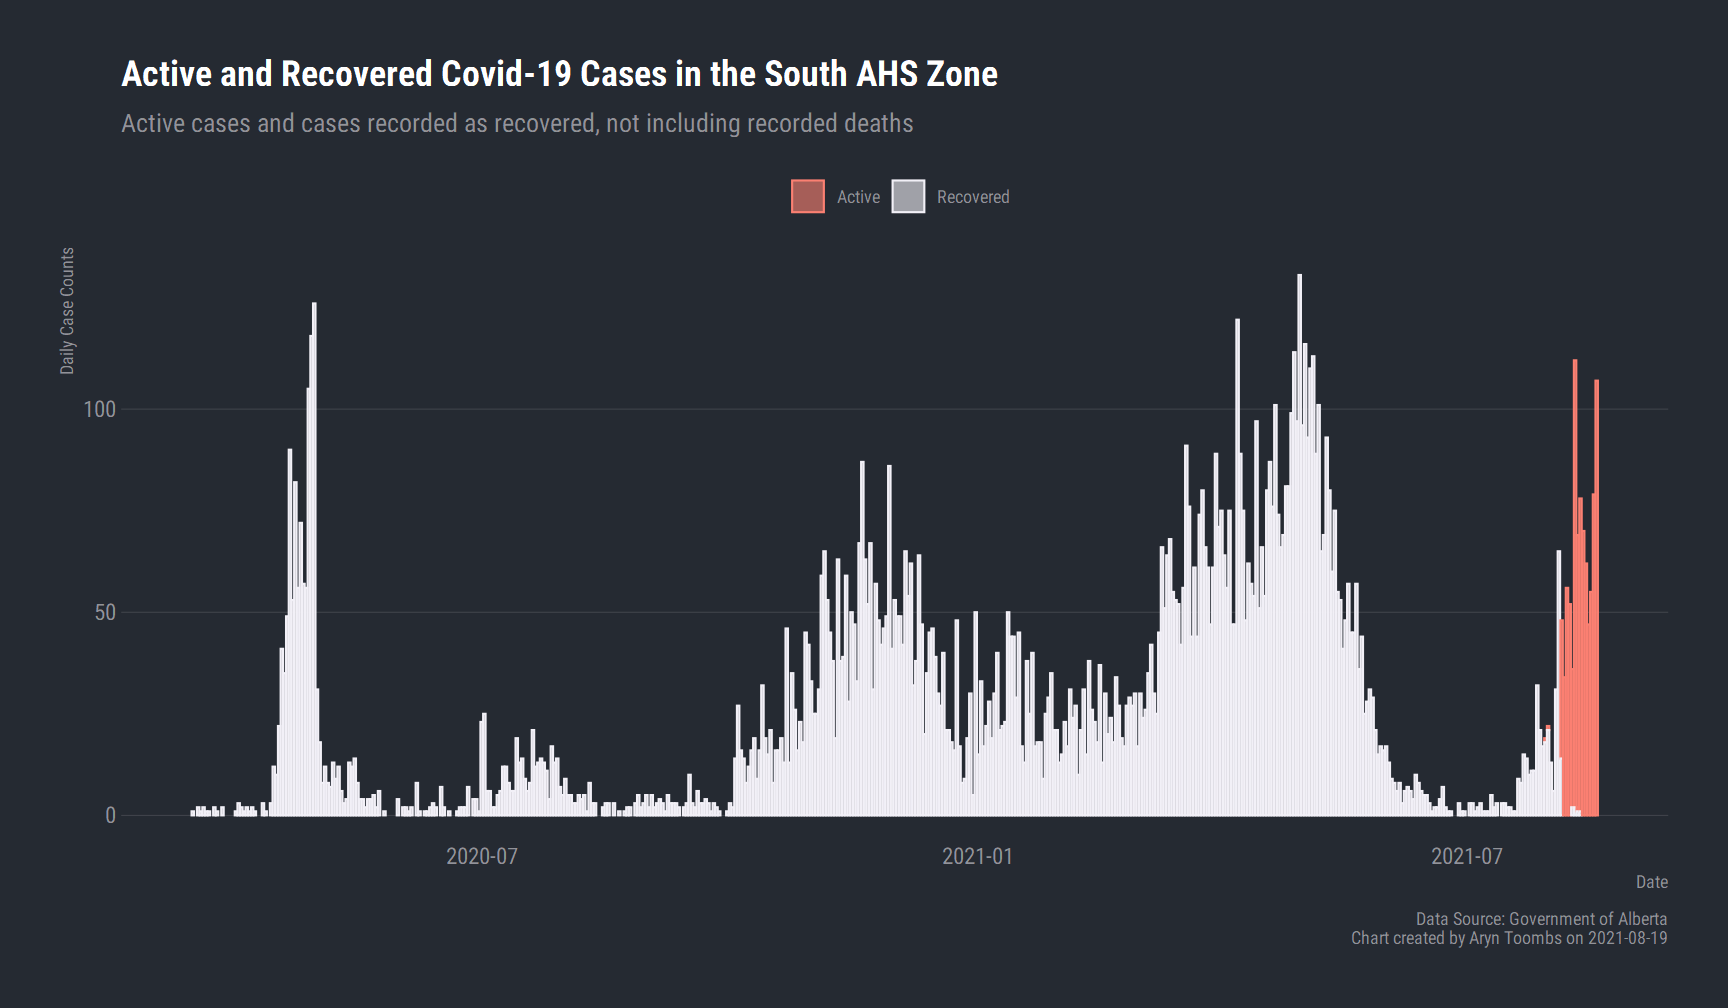 Active and Recovered Covid-19 Cases in the South AHS Zone
Active cases and cases recorded as recovered, not including recorded deaths
Active
Recovered
Daily Case Counts
100
50
0
2020-07
2021-01
2021-07
Date
Data Source: Government of Alberta
Chart created by Aryn Toombs on 2021-08-19